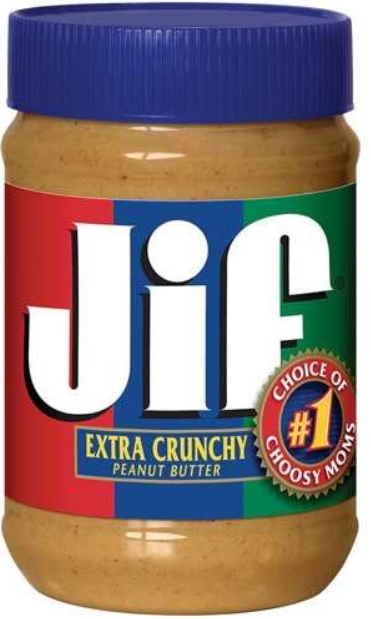 Jif
®
EXTRA CRUNCHY
PEANUT BUTTER
CHOICE OF
#1
CHOOSY MOMS